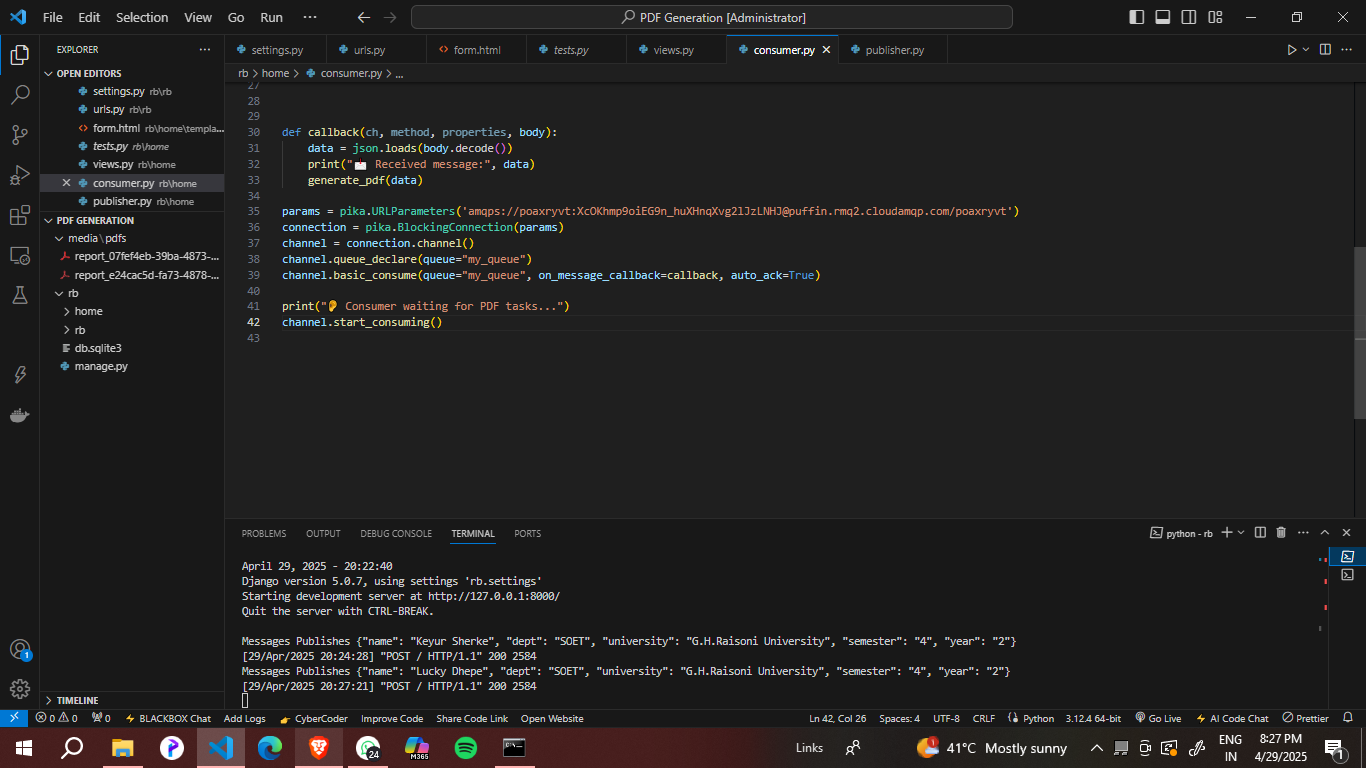 File Edit Selection View Go Run ···
PDF Generation [Administrator]
EXPLORER
OPEN EDITORS
settings.py rb\rb
urls.py rb\rb
form.html rb\home\templa...
tests.py rb\home
views.py rb\home
consumer.py rb\home
publisher.py rb\home
PDF GENERATION
media\pdfs
report_07fef4eb-39ba-4873-...
report_e24cac5d-fa73-4878-...
rb
home
rb
db.sqlite3
manage.py
TIMELINE
settings.py urls.py form.html tests.py views.py consumer.py publisher.py
rb > home > consumer.py > ...
27
28
29
30 def callback(ch, method, properties, body):
31 data = json.loads(body.decode())
32 print("📩 Received message:", data)
33 generate_pdf(data)
34
35 params = pika.URLParameters('amqps://poaxryvt:XcOKhmp9oiEG9n_huXHnqXvg2lJzLNHJ@puffin.rmq2.cloudamqp.com/poaxryvt')
36 connection = pika.BlockingConnection(params)
37 channel = connection.channel()
38 channel.queue_declare(queue="my_queue")
39 channel.basic_consume(queue="my_queue", on_message_callback=callback, auto_ack=True)
40
41 print("👂 Consumer waiting for PDF tasks...")
42 channel.start_consuming()
43
PROBLEMS OUTPUT DEBUG CONSOLE TERMINAL PORTS
python - rb
April 29, 2025 - 20:22:40
Django version 5.0.7, using settings 'rb.settings'
Starting development server at http://127.0.0.1:8000/
Quit the server with CTRL-BREAK.
Messages Publishes {"name": "Keyur Sherke", "dept": "SOET", "university": "G.H.Raisoni University", "semester": "4", "year": "2"}
[29/Apr/2025 20:24:28] "POST / HTTP/1.1" 200 2584
Messages Publishes {"name": "Lucky Dhepe", "dept": "SOET", "university": "G.H.Raisoni University", "semester": "4", "year": "2"}
[29/Apr/2025 20:27:21] "POST / HTTP/1.1" 200 2584
1
0 0 0 BLACKBOX Chat Add Logs CyberCoder Improve Code Share Code Link Open Website
Ln 42, Col 26 Spaces: 4 UTF-8 CRLF Python 3.12.4 64-bit Go Live AI Code Chat Prettier
24
M365
Links
1
41°C Mostly sunny
ENG
IN
8:27 PM
4/29/2025
1